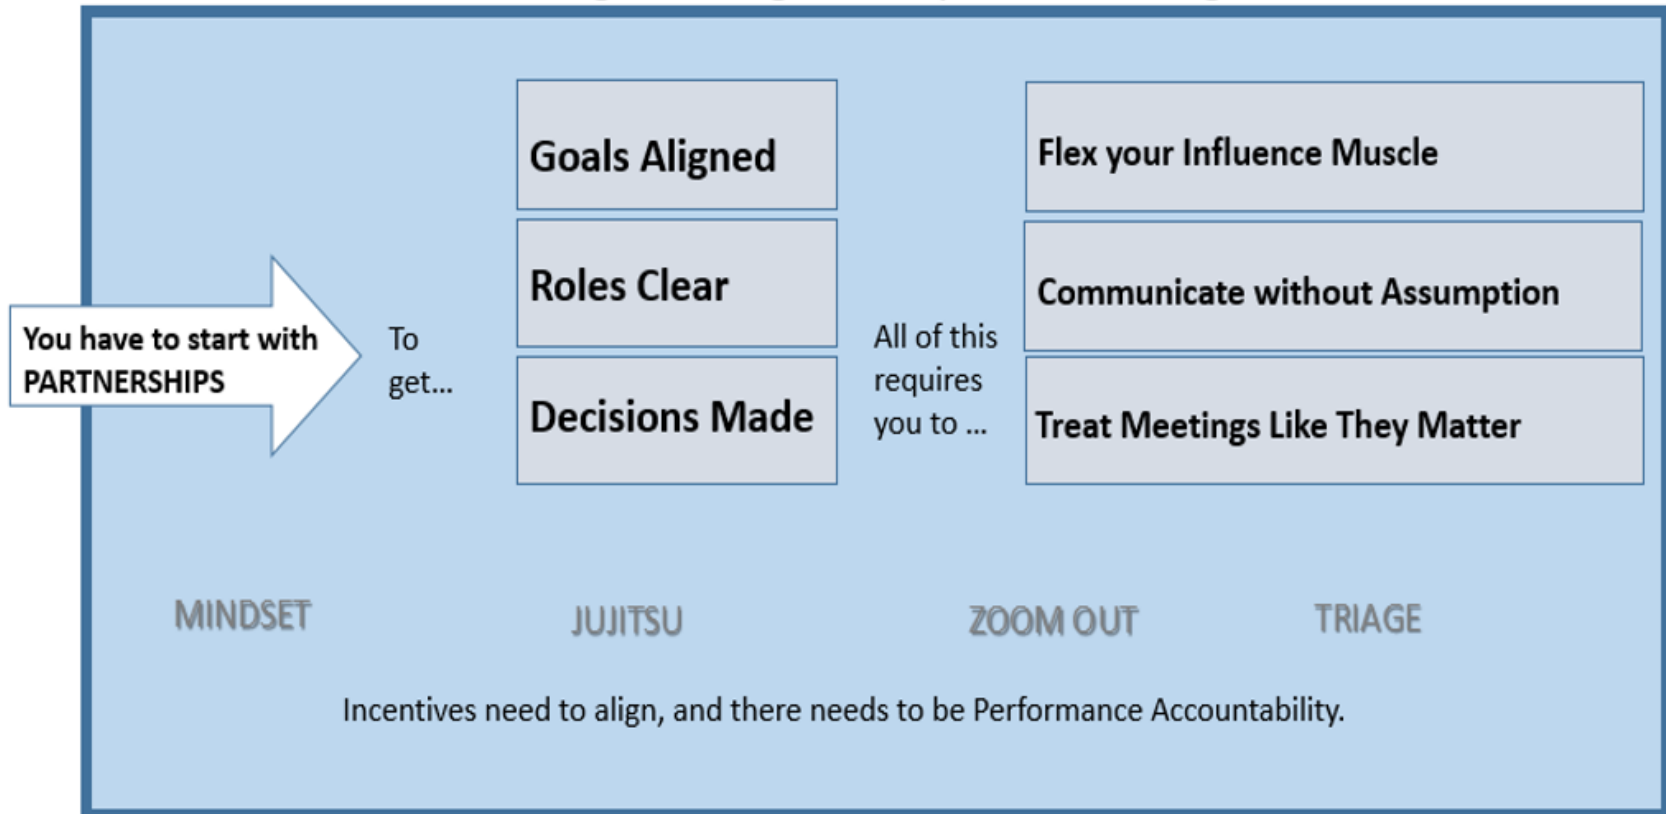 You have to start with
PARTNERSHIPS
To
get...
Goals Aligned
Roles Clear
Decisions Made
All of this
requires
you to ...
Flex your Influence Muscle
Communicate without Assumption
Treat Meetings Like They Matter
MINDSET
JUJITSU
ZOOM OUT
TRIAGE
Incentives need to align, and there needs to be Performance Accountability.